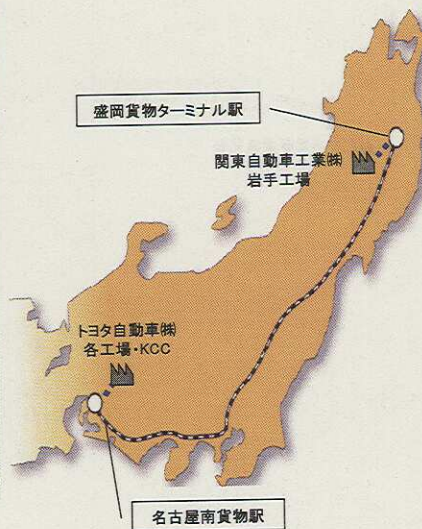 盛岡貨物ターミナル駅
関東自動車工業㈱
岩手工場
トヨタ自動車㈱
各工場・KCC
名古屋南貨物駅